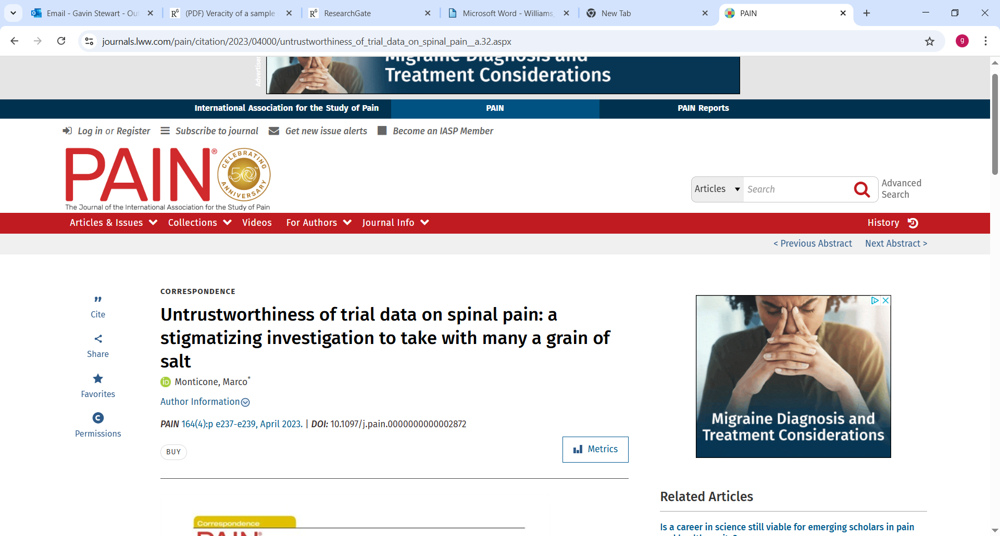 Email - Gavin Stewart - Out
(PDF) Veracity of a sample
ResearchGate
Microsoft Word - Williams_
New Tab
PAIN
journals.lww.com/pain/citation/2023/04000/untrustworthiness_of_trial_data_on_spinal_pain__a.32.aspx
g
Migraine Diagnosis and
Treatment Considerations
International Association for the Study of Pain
PAIN
PAIN Reports
Log in or Register
Subscribe to journal
Get new issue alerts
Become an IASP Member
PAIN®
CELEBRATING
50TH
ANNIVERSARY
The Journal of the International Association for the Study of Pain
Articles
Search
Advanced
Search
Articles & Issues
Collections
Videos
For Authors
Journal Info
History
< Previous Abstract
Next Abstract >
Cite
Share
Favorites
Permissions
CORRESPONDENCE
Untrustworthiness of trial data on spinal pain: a
stigmatizing investigation to take with many a grain of
salt
iD Monticone, Marco*
Author Information
PAIN 164(4):p e237-e239, April 2023. | DOI: 10.1097/j.pain.0000000000002872
BUY
Metrics
Correspondence
PAIN®
Migraine Diagnosis and
Treatment Considerations
Related Articles
Is a career in science still viable for emerging scholars in pain